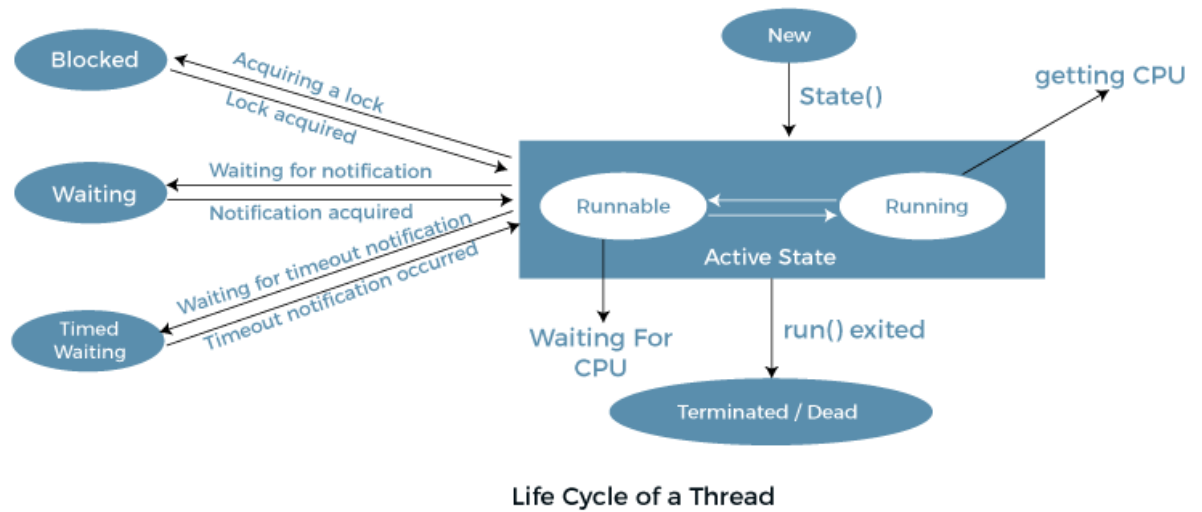 New
Blocked
Acquiring a lock
Lock acquired
State()
getting CPU
Waiting for notification
Waiting
Notification acquired
Runnable
Running
Active State
Waiting for timeout notification
Timeout notification occurred
Timed
Waiting
Waiting For
CPU
run() exited
Terminated / Dead
Life Cycle of a Thread